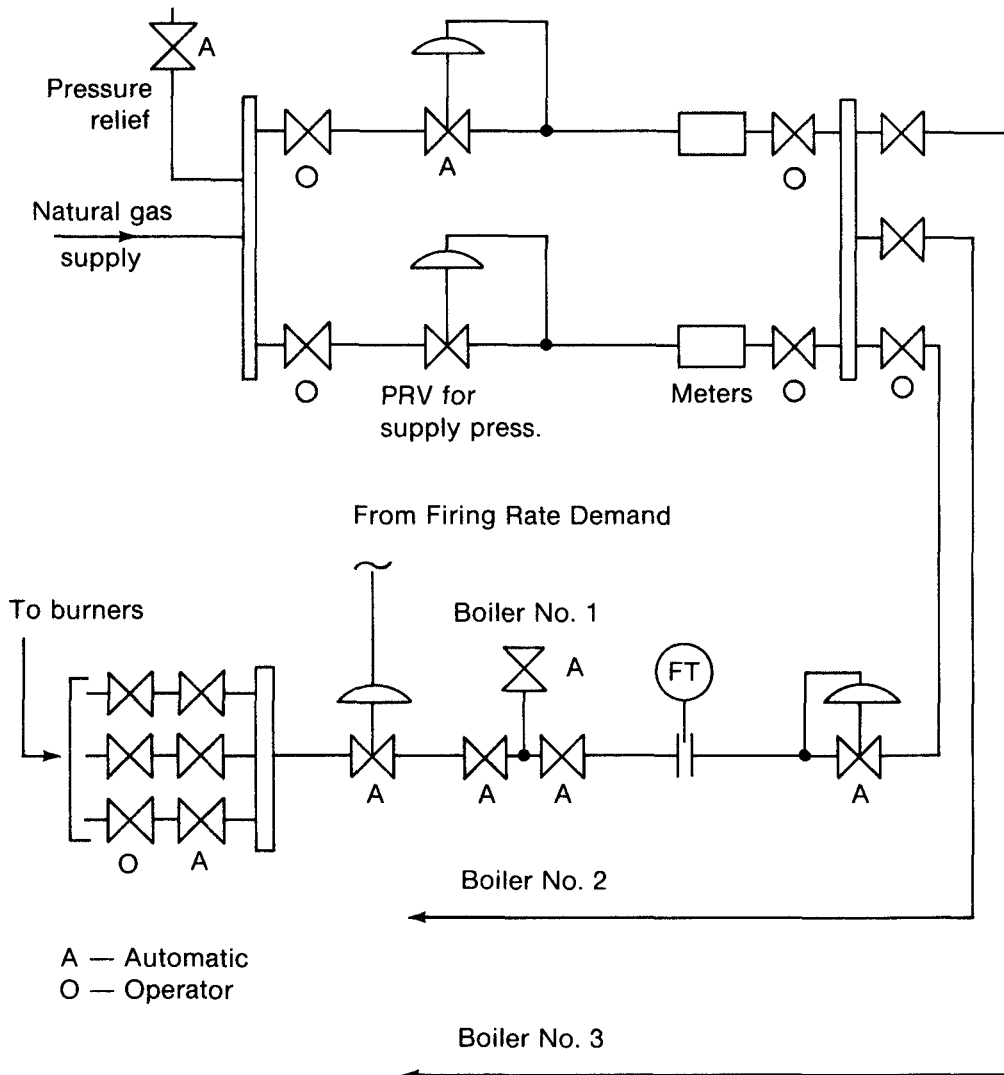 A
Pressure
relief
Natural gas
supply
O
A
O
O
PRV for
supply press.
Meters
O
O
From Firing Rate Demand
To burners
Boiler No. 1
A
FT
A
A
A
A
O
A
Boiler No. 2
A — Automatic
O — Operator
Boiler No. 3